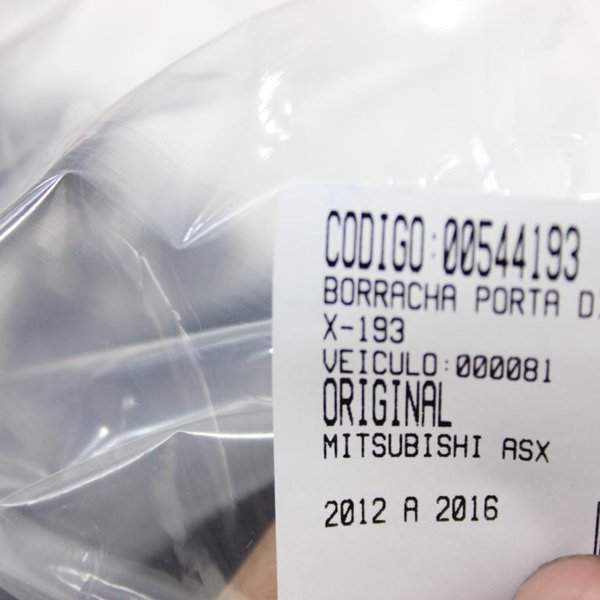 CODIGO:00544193
BORRACHA PORTA
X-193
VEICULO:000081
ORIGINAL
MITSUBISHI ASX
2012 A 2016